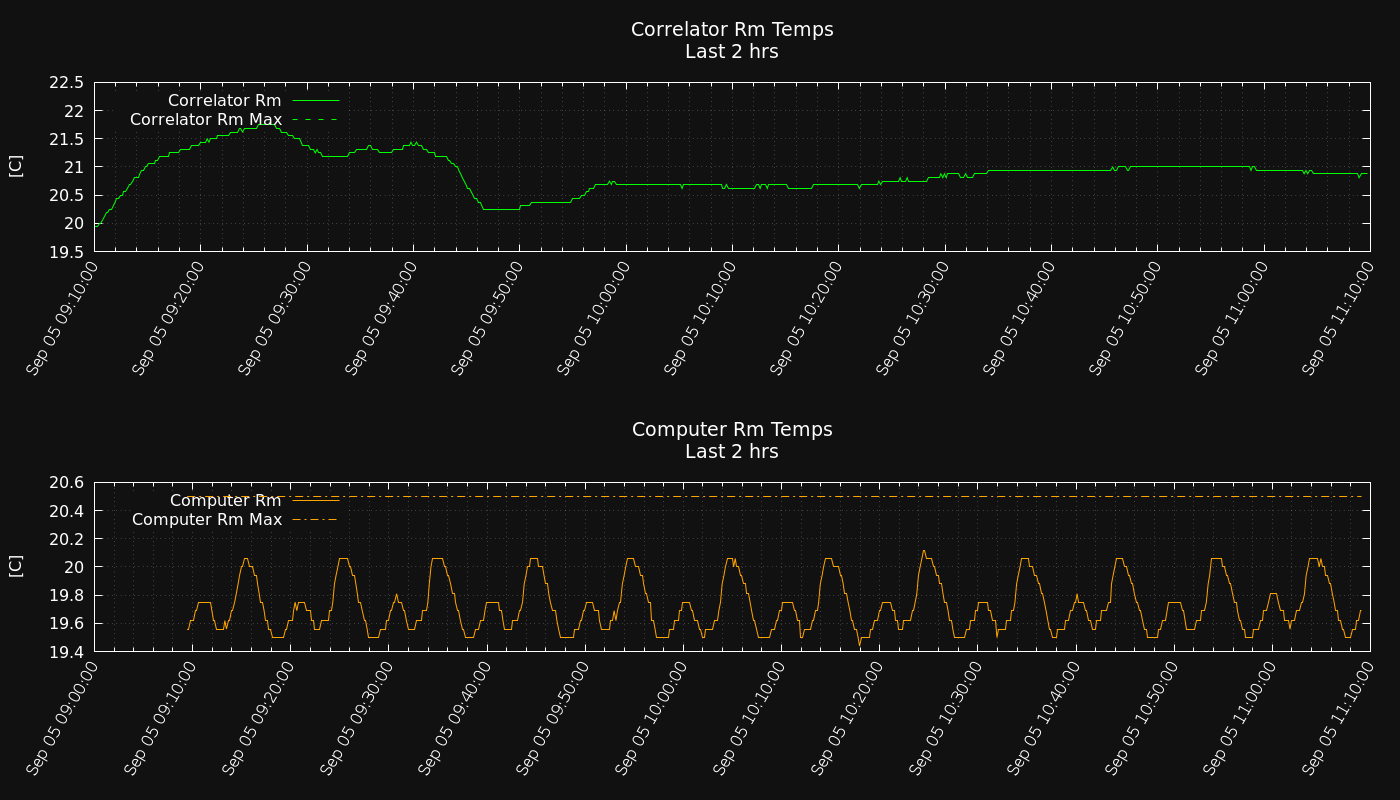 Correlator Rm Temps
Last 2 hrs
[C]
22.5
22
21.5
21
20.5
20
19.5
Correlator Rm
Correlator Rm Max
Sep 05 09:10:00
Sep 05 09:20:00
Sep 05 09:30:00
Sep 05 09:40:00
Sep 05 09:50:00
Sep 05 10:00:00
Sep 05 10:10:00
Sep 05 10:20:00
Sep 05 10:30:00
Sep 05 10:40:00
Sep 05 10:50:00
Sep 05 11:00:00
Sep 05 11:10:00
Computer Rm Temps
Last 2 hrs
[C]
20.6
20.4
20.2
20
19.8
19.6
19.4
Computer Rm
Computer Rm Max
Sep 05 09:00:00
Sep 05 09:10:00
Sep 05 09:20:00
Sep 05 09:30:00
Sep 05 09:40:00
Sep 05 09:50:00
Sep 05 10:00:00
Sep 05 10:10:00
Sep 05 10:20:00
Sep 05 10:30:00
Sep 05 10:40:00
Sep 05 10:50:00
Sep 05 11:00:00
Sep 05 11:10:00